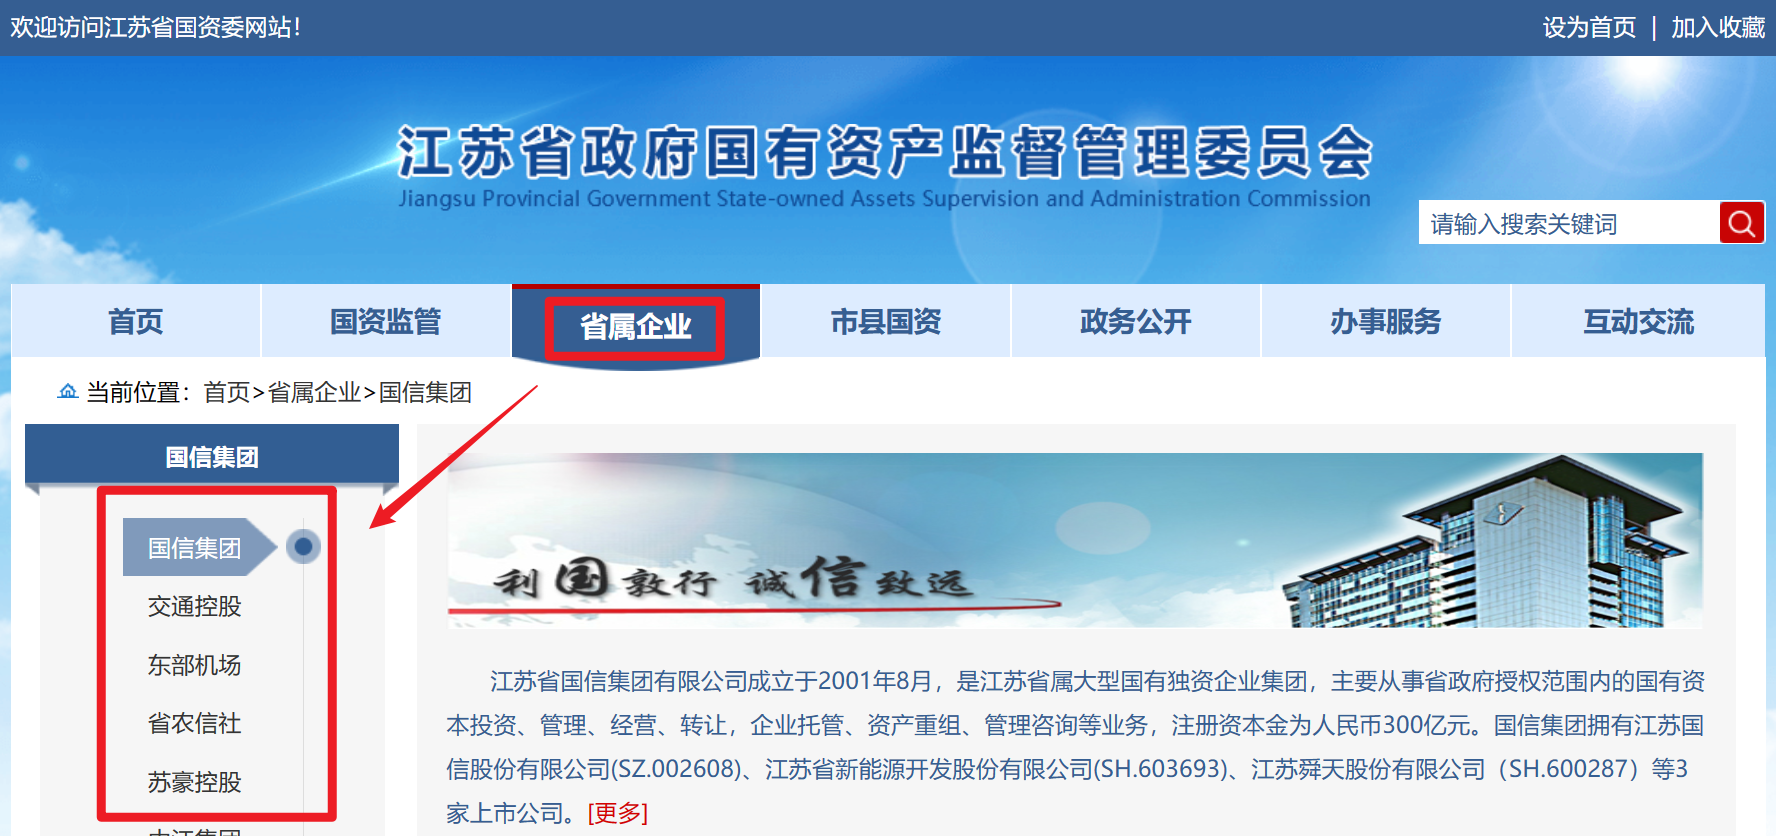 欢迎访问江苏省国资委网站！
设为首页 | 加入收藏
江苏省政府国有资产监督管理委员会
Jiangsu Provincial Government State-owned Assets Supervision and Administration Commission
请输入搜索关键词
首页
国资监管
省属企业
市县国资
政务公开
办事服务
互动交流
当前位置：首页>省属企业>国信集团
国信集团
国信集团
交通控股
东部机场
省农信社
苏豪控股
利国敦行 诚信致远
江苏省国信集团有限公司成立于2001年8月，是江苏省属大型国有独资企业集团，主要从事省政府授权范围内的国有资
本投资、管理、经营、转让，企业托管、资产重组、管理咨询等业务，注册资本金为人民币300亿元。国信集团拥有江苏国
信股份有限公司(SZ.002608)、江苏省新能源开发股份有限公司(SH.603693)、江苏舜天股份有限公司（SH.600287）等3
家上市公司。[更多]